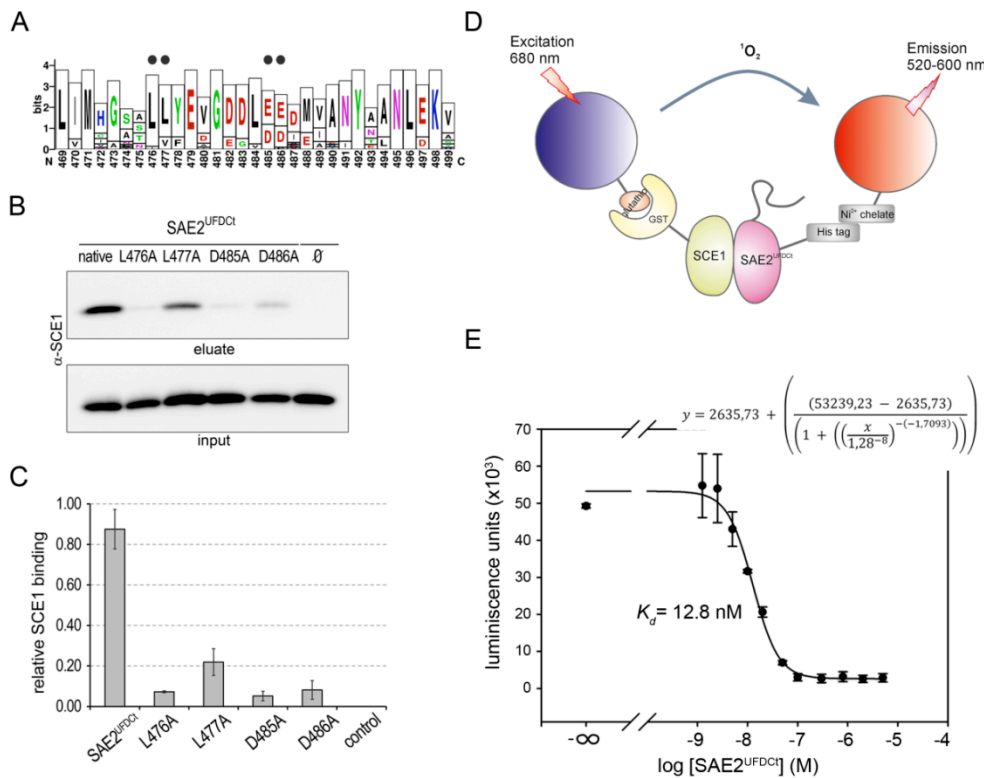 A
bits
4
3
2
1
0
N 469 470 471 472 473 474 475 476 477 478 479 480 481 482 483 484 485 486 487 488 489 490 491 492 493 494 495 496 497 498 499 C
B
SAE2UFDCt
native L476A L477A D485A D486A .0̸
α-SCE1
eluate
input
C
relative SCE1 binding
1.00
0.80
0.60
0.40
0.20
0.00
SAE2UFDCt
L476A
L477A
D485A
D486A
control
D
Excitation
680 nm
1O2
Emission
520-600 nm
GST
SCE1
SAE2UFDCt
His tag
Ni2+ chelate
E
y = 2635,73 + ( (53239,23 − 2635,73) / (1 + ((x / 1,28−8)−(−1,7093))) )
luminiscence units (x103)
70
60
50
40
30
20
10
0
Kd= 12.8 nM
-∞ -9 -8 -7 -6 -5 -4
log [SAE2UFDCt] (M)